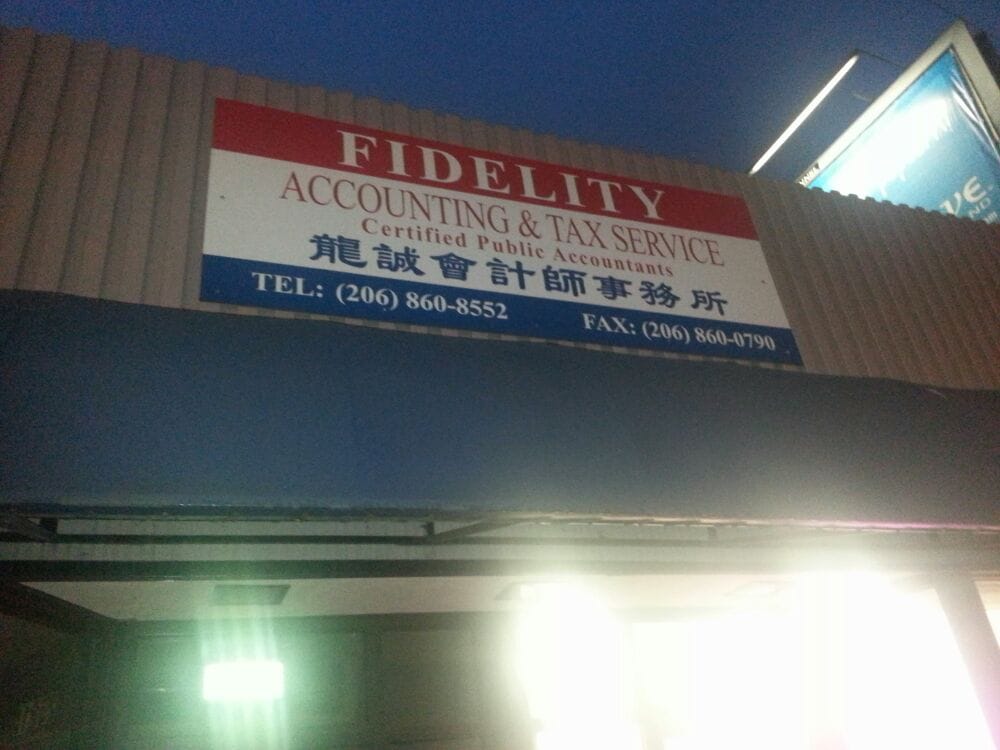 FIDELITY
ACCOUNTING & TAX SERVICE
Certified Public Accountants
龍誠會計師事務所
TEL: (206) 860-8552 FAX: (206) 860-0790